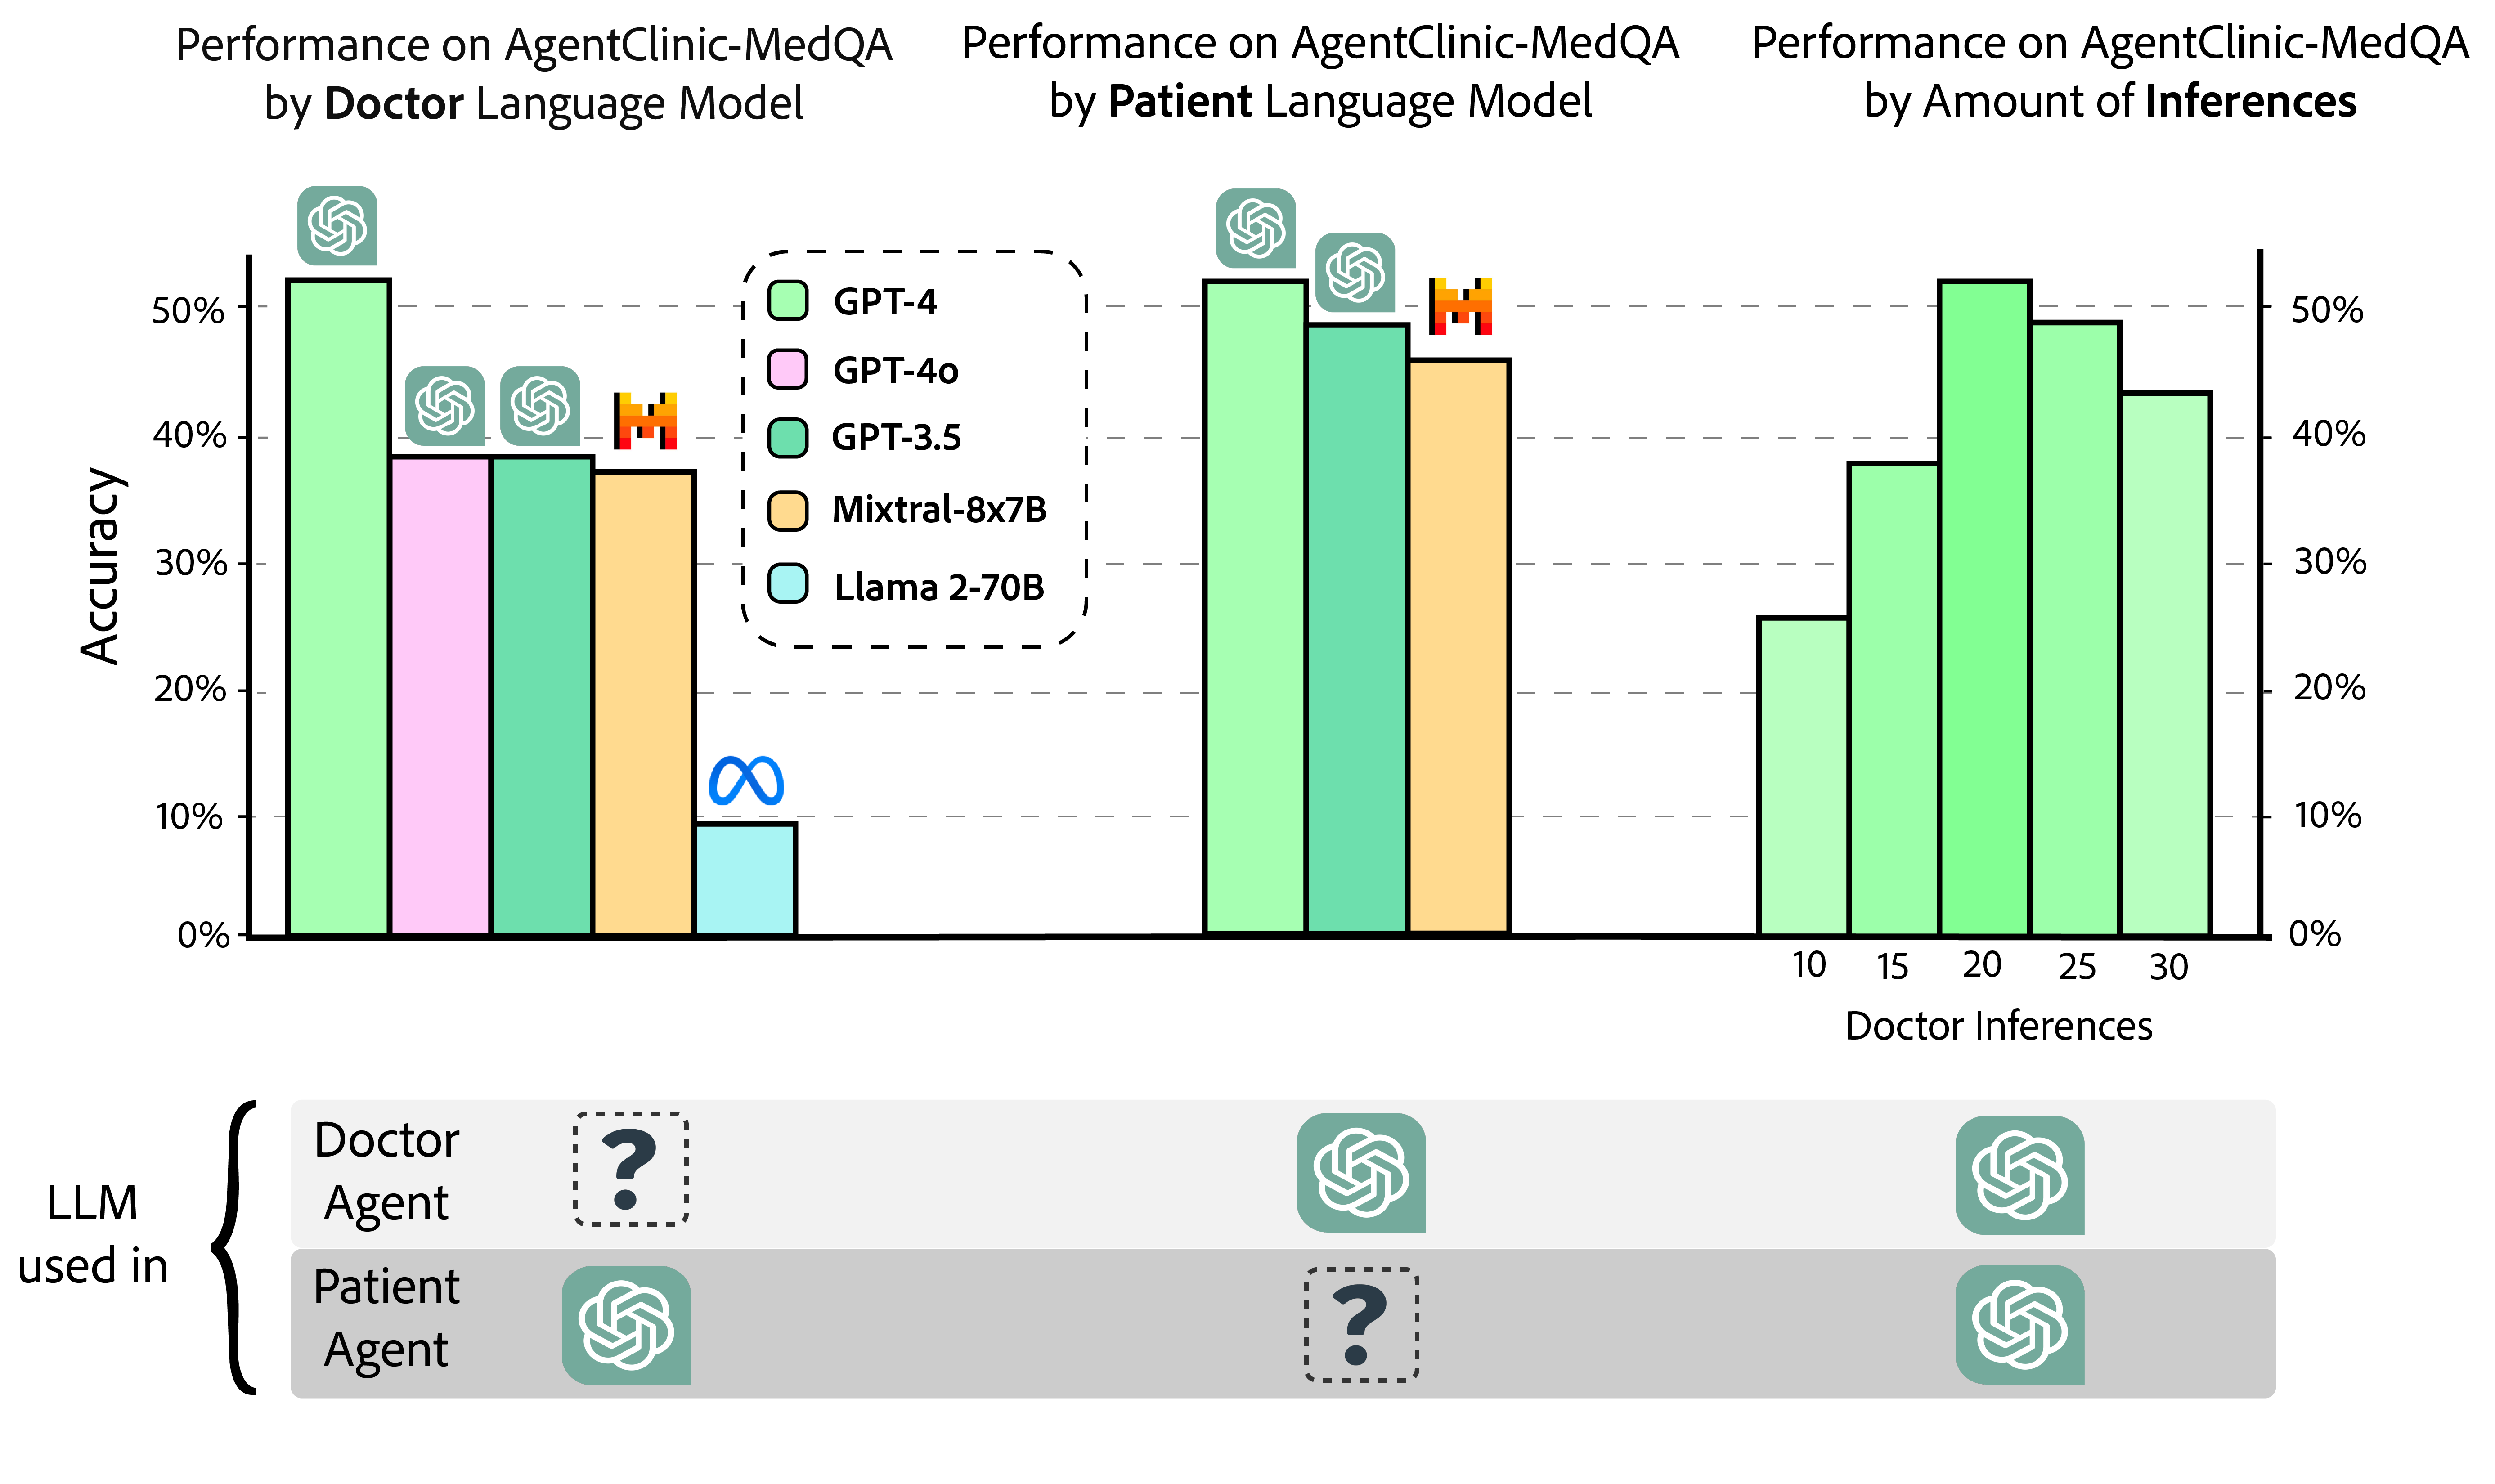 Performance on AgentClinic-MedQA
by Doctor Language Model
Performance on AgentClinic-MedQA
by Patient Language Model
Performance on AgentClinic-MedQA
by Amount of Inferences
Accuracy
50%
40%
30%
20%
10%
0%
GPT-4
GPT-4o
GPT-3.5
Mixtral-8x7B
Llama 2-70B
50%
40%
30%
20%
10%
0%
10 15 20 25 30
Doctor Inferences
LLM
used in
Doctor
Agent
?
Patient
Agent
?